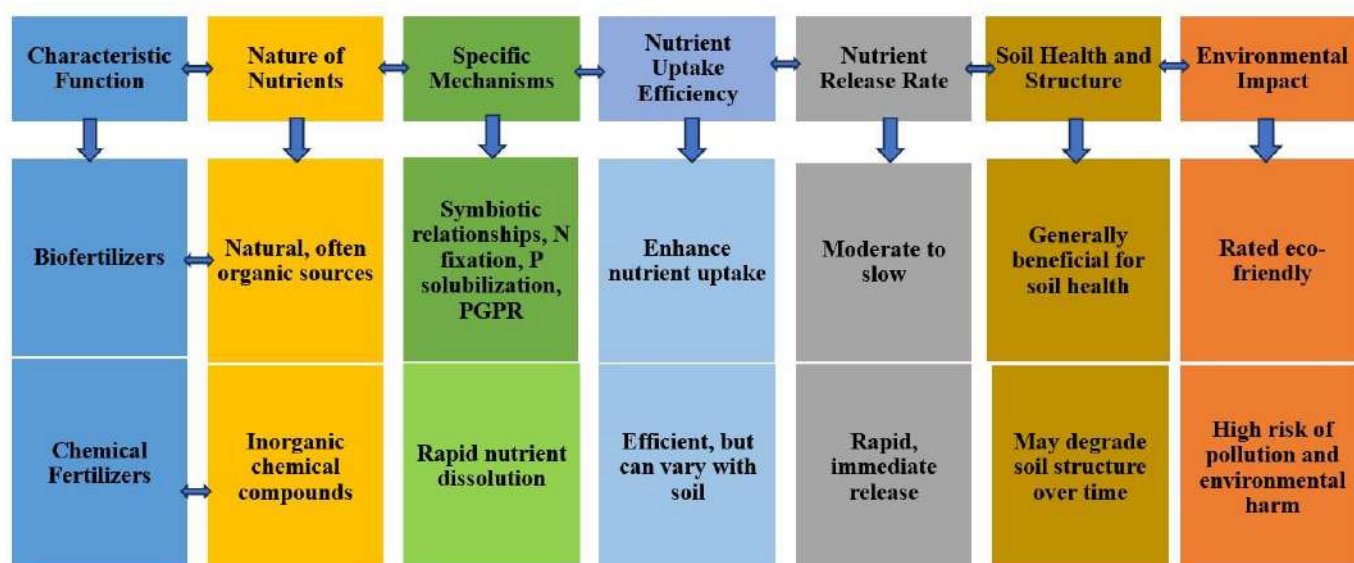 Characteristic
Function
Nature of
Nutrients
Specific
Mechanisms
Nutrient
Uptake
Efficiency
Nutrient
Release Rate
Soil Health and
Structure
Environmental
Impact
Biofertilizers
Natural, often
organic sources
Symbiotic
relationships, N
fixation, P
solubilization,
PGPR
Enhance
nutrient uptake
Moderate to
slow
Generally
beneficial for
soil health
Rated eco-
friendly
Chemical
Fertilizers
Inorganic
chemical
compounds
Rapid nutrient
dissolution
Efficient, but
can vary with
soil
Rapid,
immediate
release
May degrade
soil structure
over time
High risk of
pollution and
environmental
harm